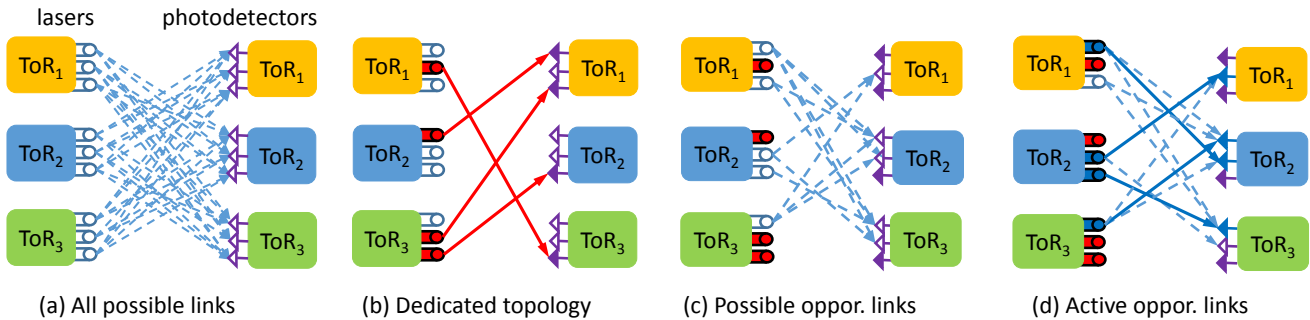 lasers photodetectors
ToR1 ToR1 ToR1 ToR1 ToR1 ToR1 ToR1 ToR1
ToR2 ToR2 ToR2 ToR2 ToR2 ToR2 ToR2 ToR2
ToR3 ToR3 ToR3 ToR3 ToR3 ToR3 ToR3 ToR3
(a) All possible links (b) Dedicated topology (c) Possible oppor. links (d) Active oppor. links